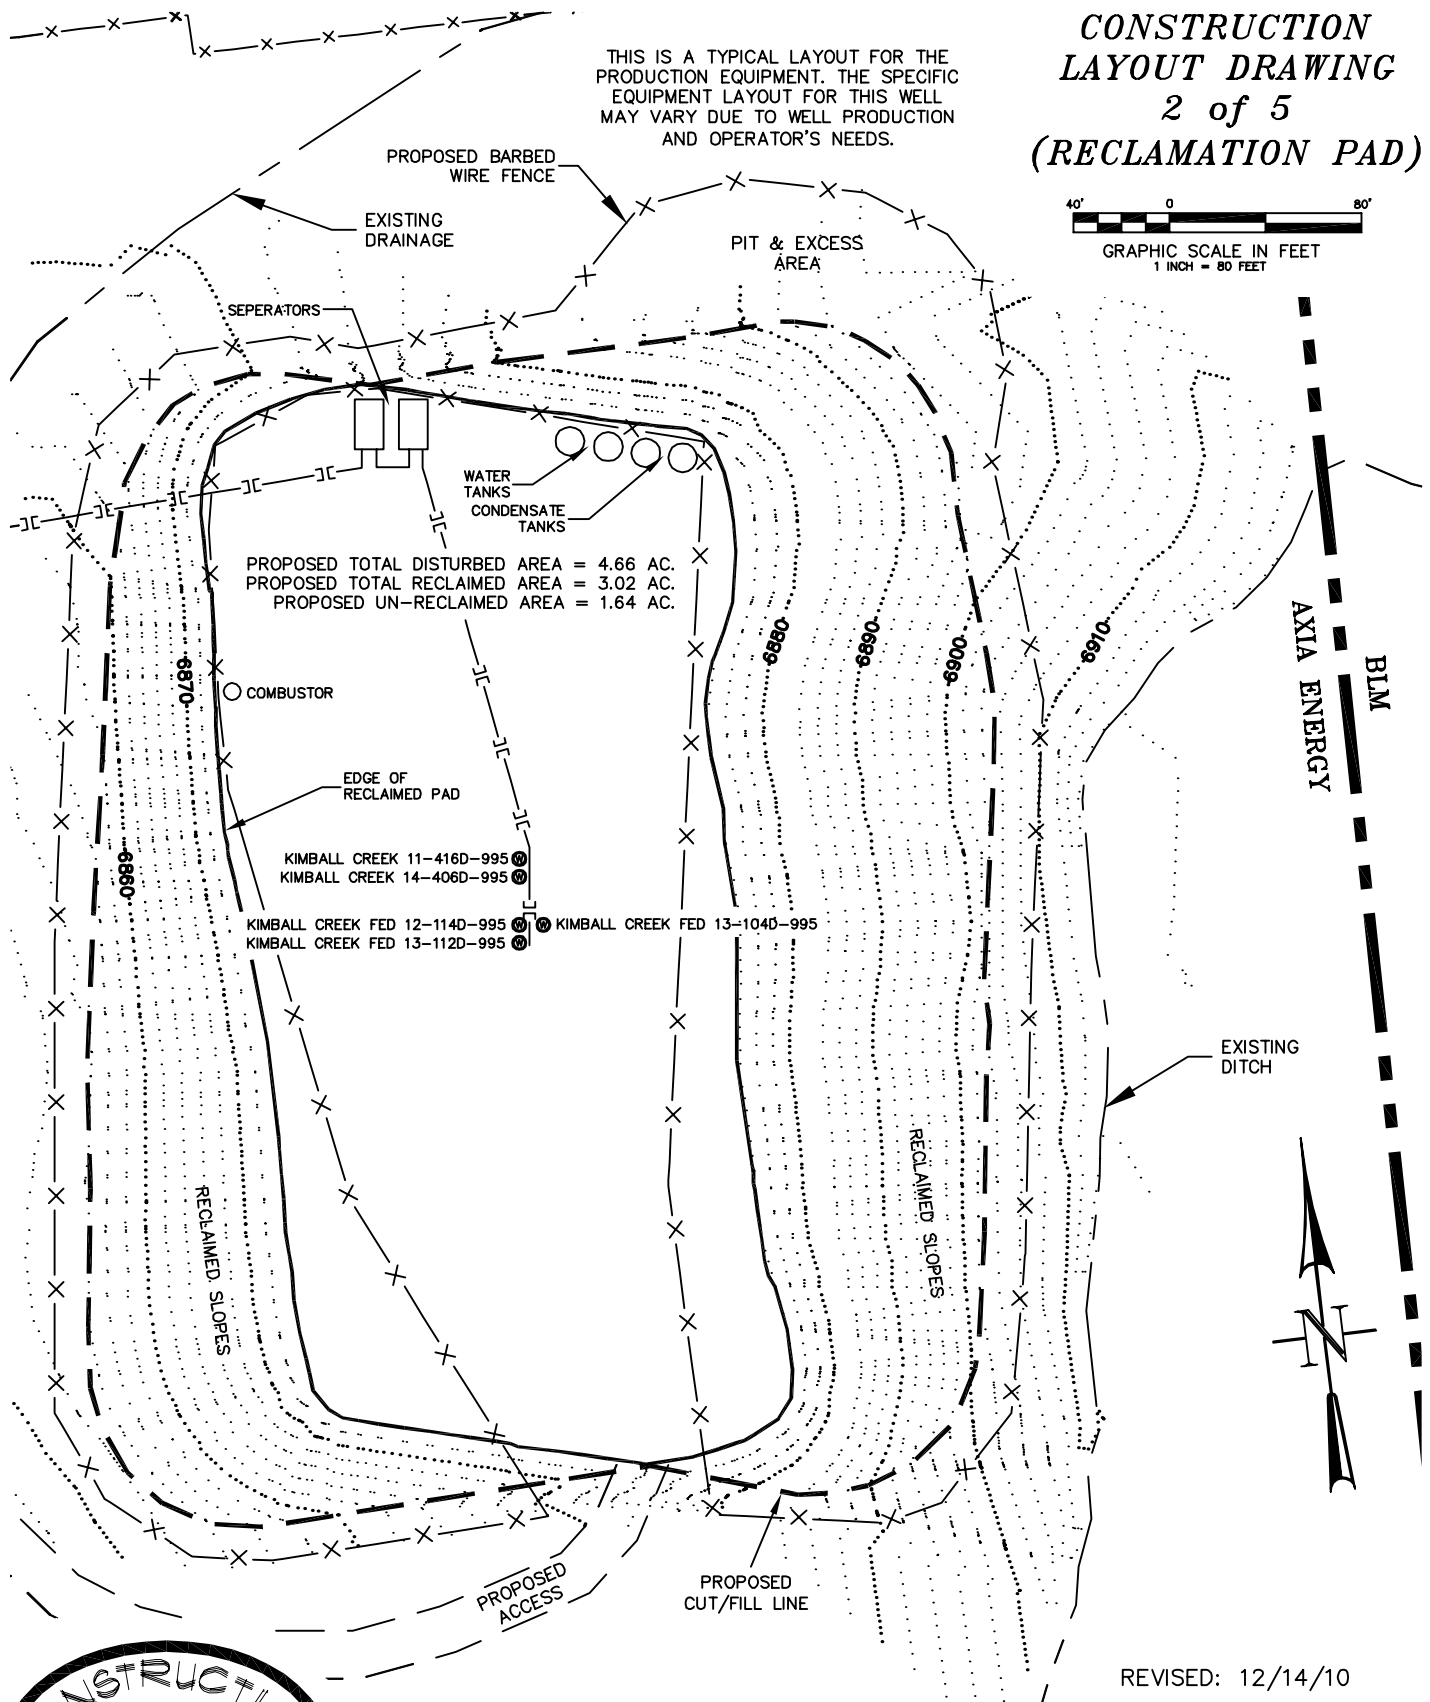 CONSTRUCTION
LAYOUT DRAWING
2 of 5
(RECLAMATION PAD)
THIS IS A TYPICAL LAYOUT FOR THE
PRODUCTION EQUIPMENT. THE SPECIFIC
EQUIPMENT LAYOUT FOR THIS WELL
MAY VARY DUE TO WELL PRODUCTION
AND OPERATOR'S NEEDS.
PROPOSED BARBED
WIRE FENCE
EXISTING
DRAINAGE
40' 0 80'
GRAPHIC SCALE IN FEET
1 INCH = 80 FEET
PIT & EXCESS
AREA
SEPERATORS
WATER
TANKS
CONDENSATE
TANKS
PROPOSED TOTAL DISTURBED AREA = 4.66 AC.
PROPOSED TOTAL RECLAIMED AREA = 3.02 AC.
PROPOSED UN-RECLAIMED AREA = 1.64 AC.
6880
6890
6900
6910
AXIA ENERGY
BLM
6870
COMBUSTOR
EDGE OF
RECLAIMED PAD
6860
KIMBALL CREEK 11-416D-995 W
KIMBALL CREEK 14-406D-995 W
KIMBALL CREEK FED 12-114D-995 W W KIMBALL CREEK FED 13-104D-995
KIMBALL CREEK FED 13-112D-995 W
EXISTING
DITCH
RECLAIMED SLOPES
RECLAIMED SLOPES
N
PROPOSED
ACCESS
PROPOSED
CUT/FILL LINE
NSTRUCTI
REVISED: 12/14/10